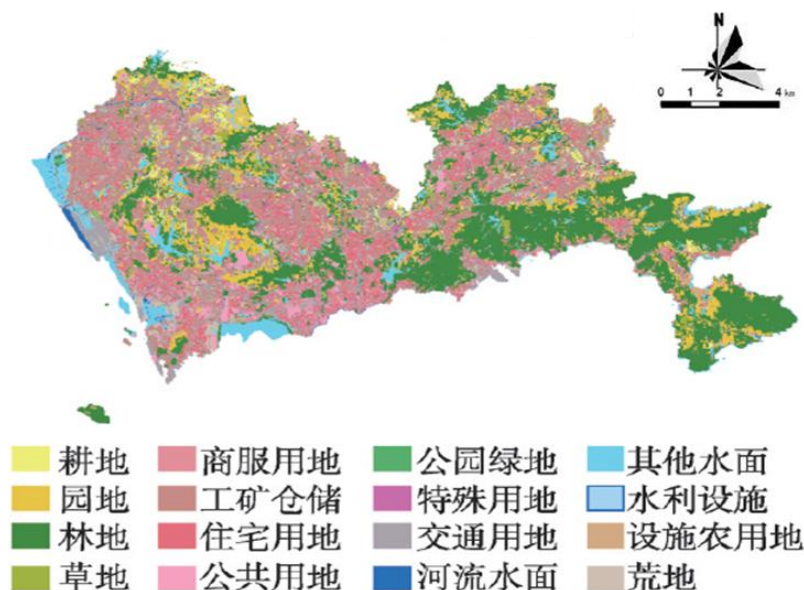 N
0 1 2 4 km
耕地 商服用地 公园绿地 其他水面
园地 工矿仓储 特殊用地 水利设施
林地 住宅用地 交通用地 设施农用地
草地 公共用地 河流水面 荒地